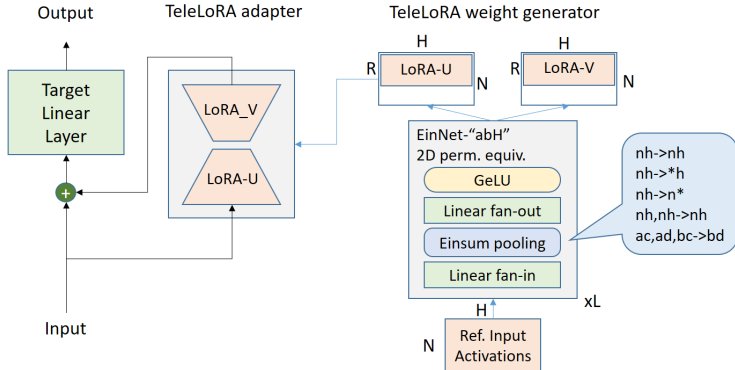 Output
TeleLoRA adapter
TeleLoRA weight generator
Target
Linear
Layer
+
LoRA_V
LoRA-U
Input
H
R
LoRA-U
N
H
R
LoRA-V
N
EinNet-“abH”
2D perm. equiv.
GeLU
Linear fan-out
Einsum pooling
Linear fan-in
xL
H
N
Ref. Input
Activations
nh->nh
nh->*h
nh->n*
nh,nh->nh
ac,ad,bc->bd